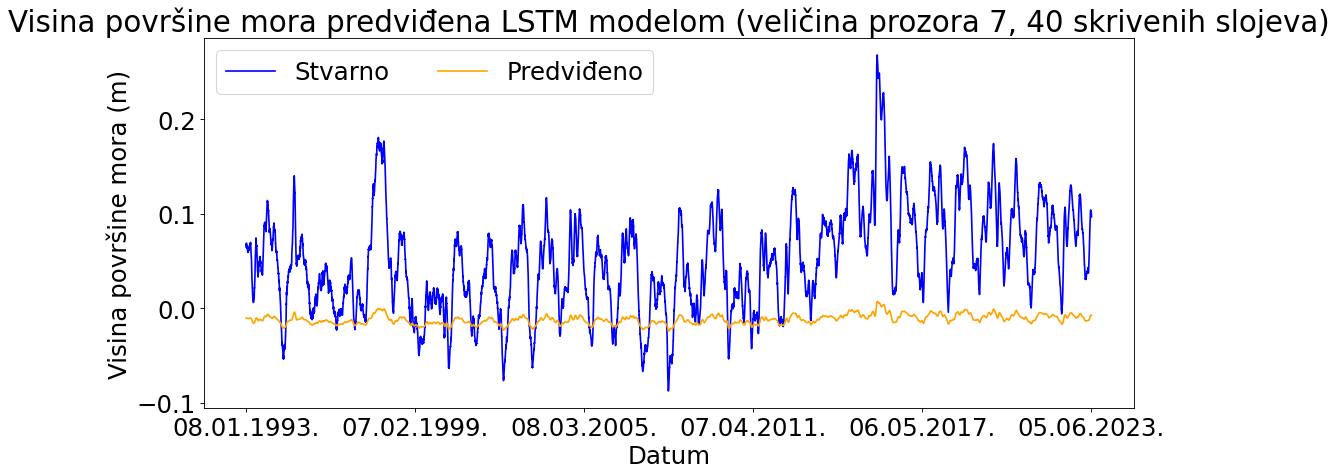 Visina površine mora predviđena LSTM modelom (veličina prozora 7, 40 skrivenih slojeva)
Stvarno
Predviđeno
Visina površine mora (m)
0.2
0.1
0.0
−0.1
08.01.1993.
07.02.1999.
08.03.2005.
07.04.2011.
06.05.2017.
05.06.2023.
Datum